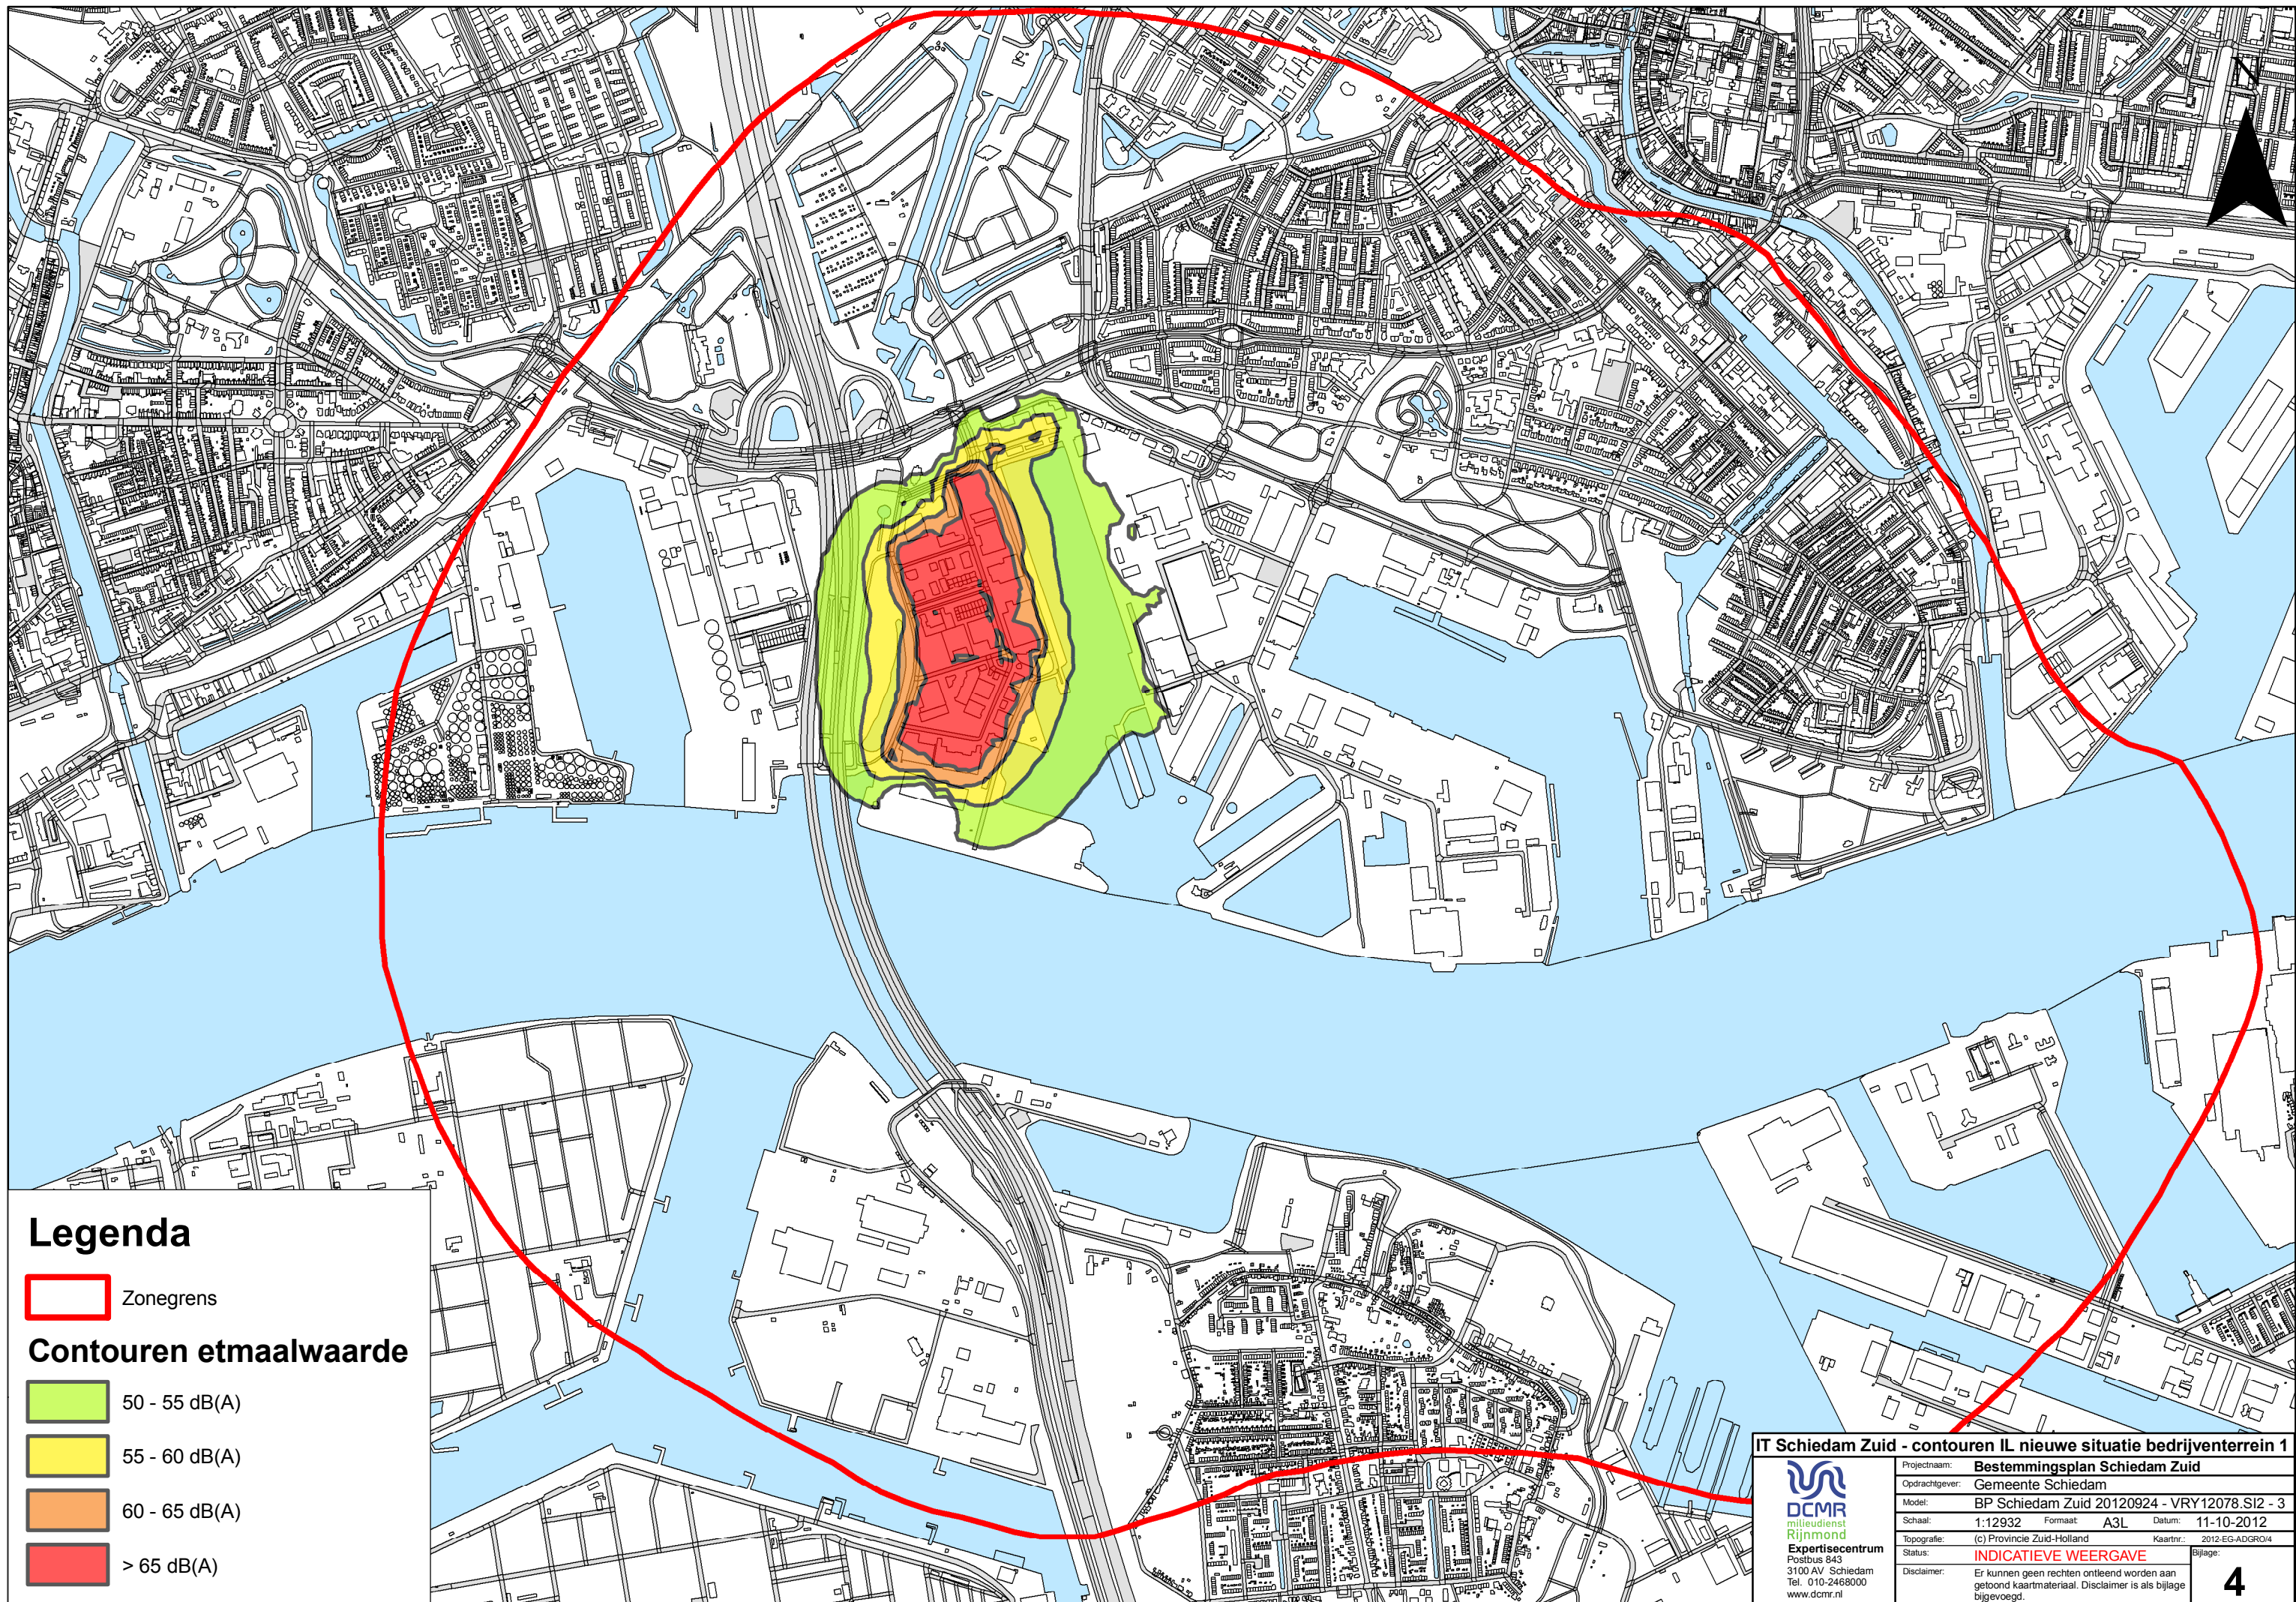 N
Legenda
Zonegrens
Contouren etmaalwaarde
50 - 55 dB(A)
55 - 60 dB(A)
60 - 65 dB(A)
> 65 dB(A)
IT Schiedam Zuid - contouren IL nieuwe situatie bedrijventerrein 1
DCMR
milieudienst
Rijnmond
Expertisecentrum
Postbus 843
3100 AV Schiedam
Tel. 010-2468000
www.dcmr.nl
Projectnaam: Bestemmingsplan Schiedam Zuid
Opdrachtgever: Gemeente Schiedam
Model: BP Schiedam Zuid 20120924 - VRY12078.SI2 - 3
Schaal: 1:12932 Formaat: A3L Datum: 11-10-2012
Topografie: (c) Provincie Zuid-Holland Kaartnr.: 2012-EG-ADGRO/4
Status: INDICATIEVE WEERGAVE
Disclaimer: Er kunnen geen rechten ontleend worden aan
getoond kaartmateriaal. Disclaimer is als bijlage
bijgevoegd.
Bijlage:
4